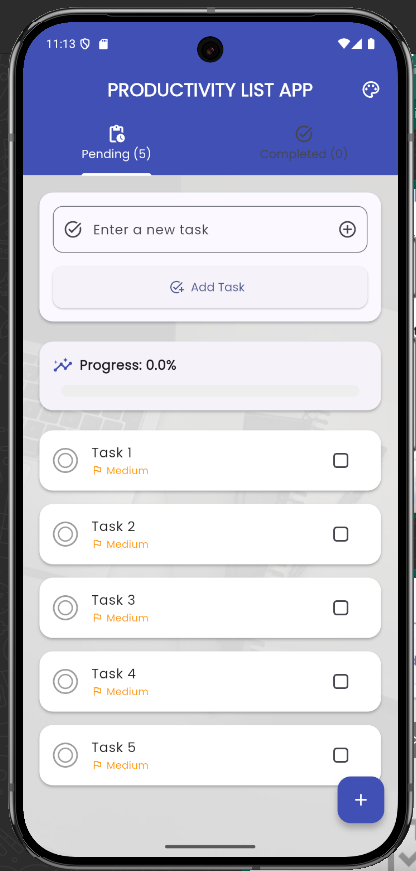 11:13
PRODUCTIVITY LIST APP
Pending (5)
Completed (0)
Enter a new task
Add Task
Progress: 0.0%
Task 1
Medium
Task 2
Medium
Task 3
Medium
Task 4
Medium
Task 5
Medium